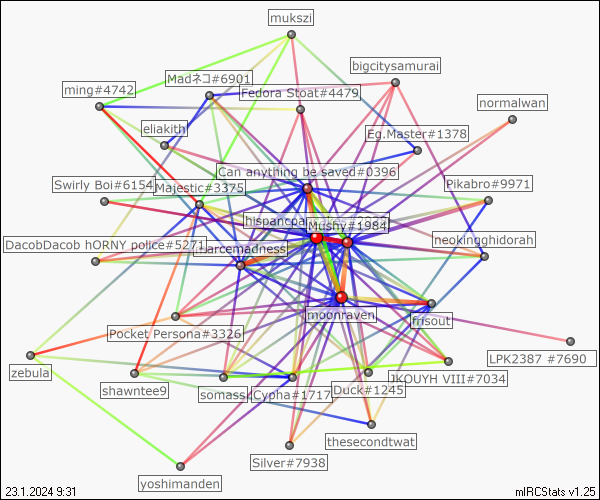 mukszi
bigcitysamurai
Madネコ#6901
ming#4742
Fedora Stoat#4479
normalwan
eliakith
Eg.Master#1378
Can anything be saved#0396
Swirly Boi#6154
Majestic#3375
Pikabro#9971
hispancpa
Mushy#1984
DacobDacob hORNY police#5271
marcemadness
neokingghidorah
moonraven
frisout
Pocket Persona#3326
LPK2387 #7690
zebula
JKOUYH VIII#7034
shawntee9
somass
Cypha#1717
Duck#1245
thesecondtwat
Silver#7938
yoshimanden
23.1.2024 9:31
mIRCStats v1.25